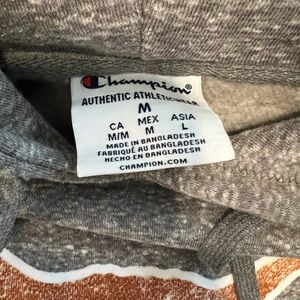 Champion®
AUTHENTIC ATHLETICWEAR
M
CA MEX ASIA
M/M M L
MADE IN BANGLADESH
FABRIQUÉ AU BANGLADESH
HECHO EN BANGLADESH
CHAMPION.COM